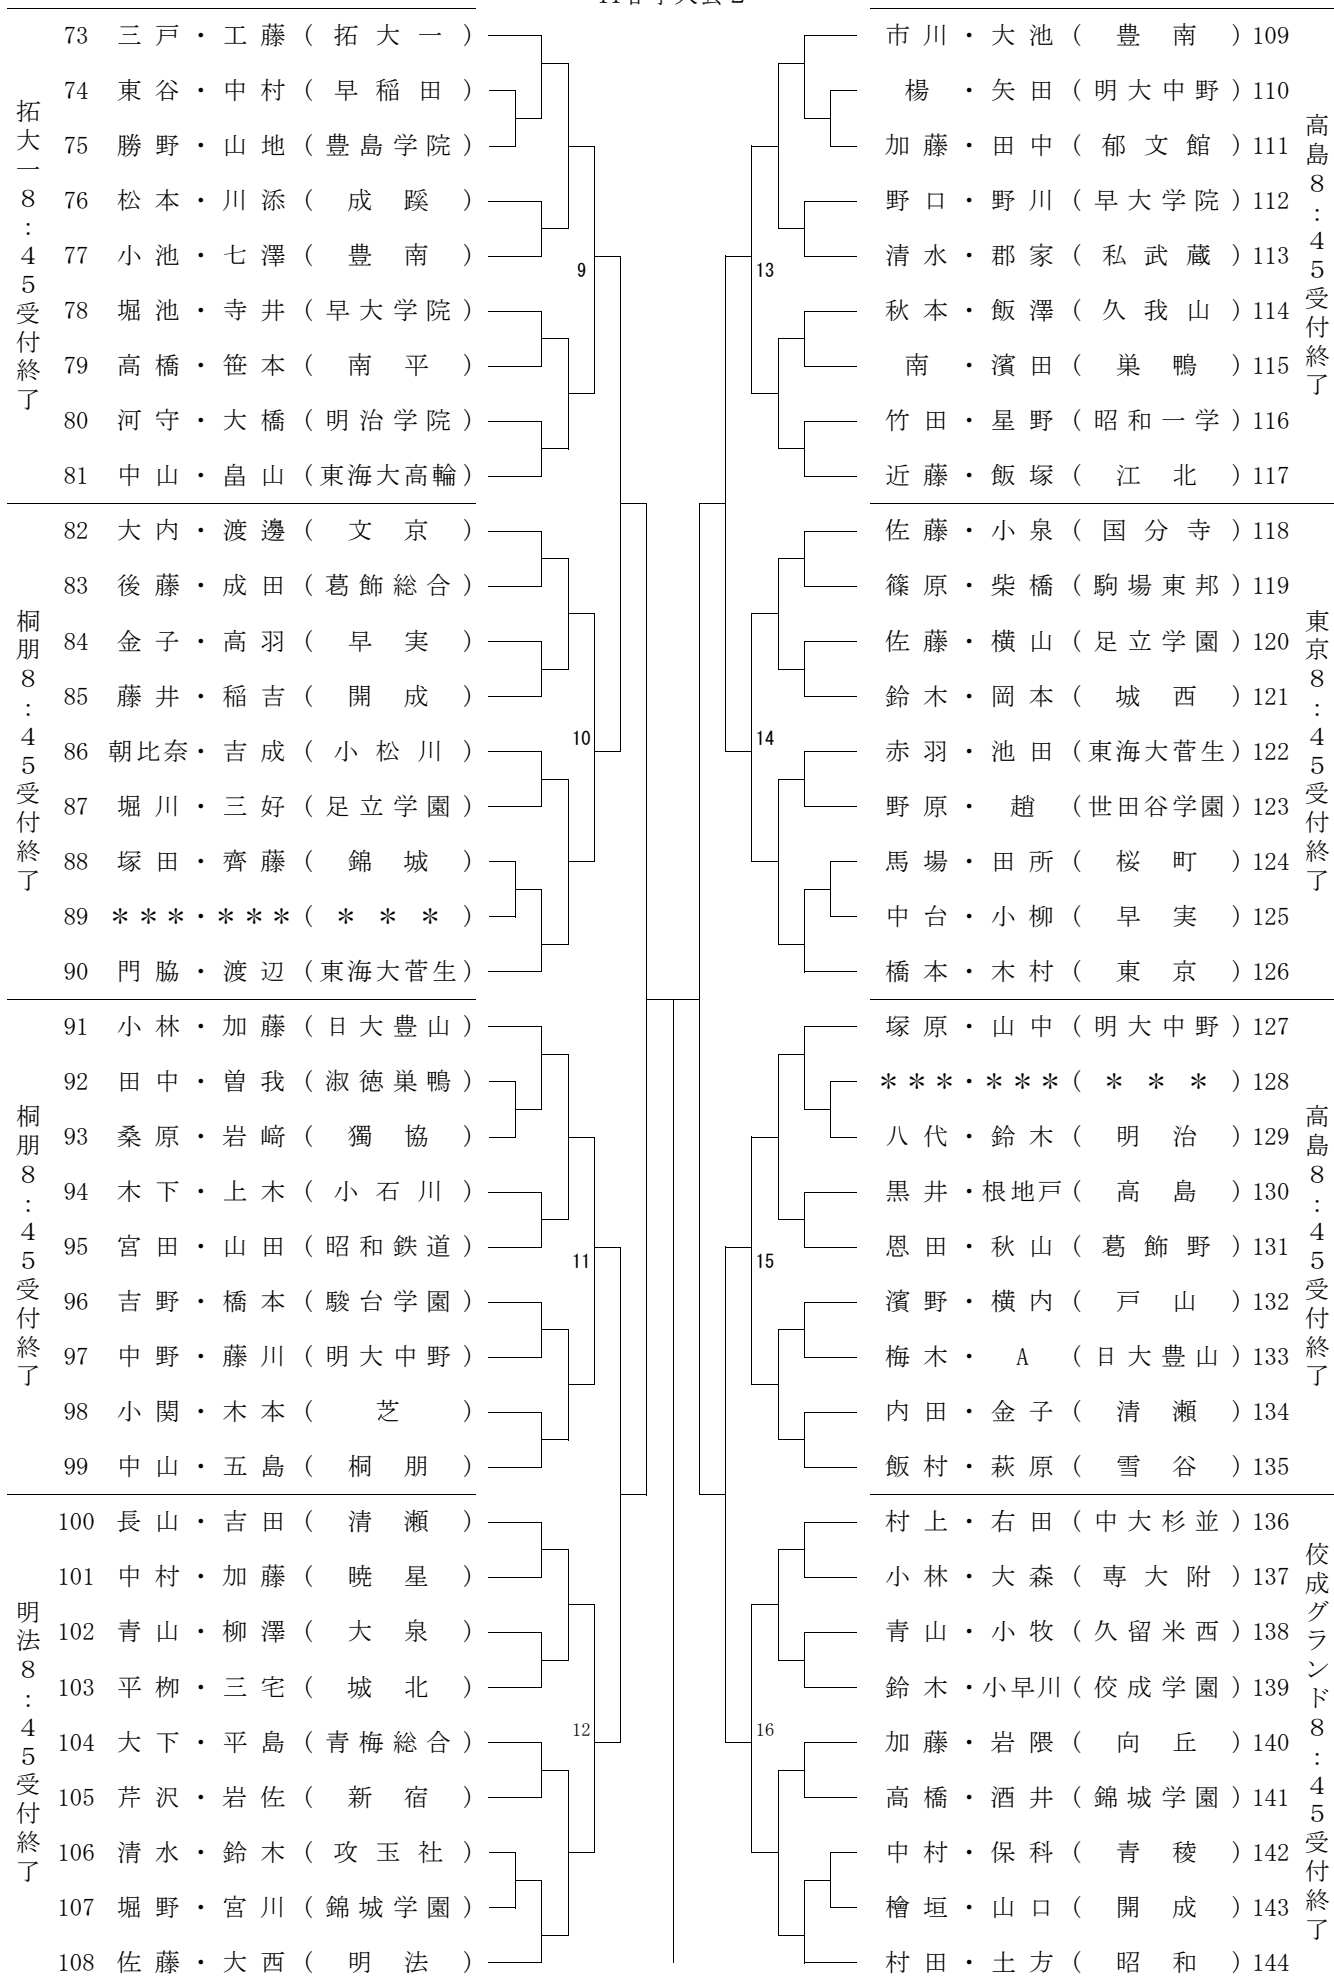 拓大一8:45受付終了
73 三戸・工藤(拓大一)
74 東谷・中村(早稲田)
75 勝野・山地(豊島学院)
76 松本・川添(成蹊)
77 小池・七澤(豊南)
78 堀池・寺井(早大学院)
79 高橋・笹本(南平)
80 河守・大橋(明治学院)
81 中山・畠山(東海大高輪)
9
桐朋8:45受付終了
82 大内・渡邊(文京)
83 後藤・成田(葛飾総合)
84 金子・高羽(早実)
85 藤井・稲吉(開成)
86 朝比奈・吉成(小松川)
87 堀川・三好(足立学園)
88 塚田・齊藤(錦城)
89 ***・***(***)
90 門脇・渡辺(東海大菅生)
10
桐朋8:45受付終了
91 小林・加藤(日大豊山)
92 田中・曽我(淑徳巣鴨)
93 桑原・岩﨑(獨協)
94 木下・上木(小石川)
95 宮田・山田(昭和鉄道)
96 吉野・橋本(駿台学園)
97 中野・藤川(明大中野)
98 小関・木本(芝)
99 中山・五島(桐朋)
11
明法8:45受付終了
100 長山・吉田(清瀬)
101 中村・加藤(暁星)
102 青山・柳澤(大泉)
103 平栁・三宅(城北)
104 大下・平島(青梅総合)
105 芹沢・岩佐(新宿)
106 清水・鈴木(攻玉社)
107 堀野・宮川(錦城学園)
108 佐藤・大西(明法)
12
市川・大池(豊南)109
楊・矢田(明大中野)110
加藤・田中(郁文館)111
野口・野川(早大学院)112
清水・郡家(私武蔵)113
秋本・飯澤(久我山)114
南・濱田(巣鴨)115
竹田・星野(昭和一学)116
近藤・飯塚(江北)117
高島8:45受付終了
13
佐藤・小泉(国分寺)118
篠原・柴橋(駒場東邦)119
佐藤・横山(足立学園)120
鈴木・岡本(城西)121
赤羽・池田(東海大菅生)122
野原・趙(世田谷学園)123
馬場・田所(桜町)124
中台・小柳(早実)125
橋本・木村(東京)126
東京8:45受付終了
14
塚原・山中(明大中野)127
***・***(***)128
八代・鈴木(明治)129
黒井・根地戸(高島)130
恩田・秋山(葛飾野)131
濱野・横内(戸山)132
梅木・A(日大豊山)133
内田・金子(清瀬)134
飯村・萩原(雪谷)135
高島8:45受付終了
15
村上・右田(中大杉並)136
小林・大森(専大附)137
青山・小牧(久留米西)138
鈴木・小早川(佼成学園)139
加藤・岩隈(向丘)140
高橋・酒井(錦城学園)141
中村・保科(青稜)142
檜垣・山口(開成)143
村田・土方(昭和)144
佼成グランド8:45受付終了
16